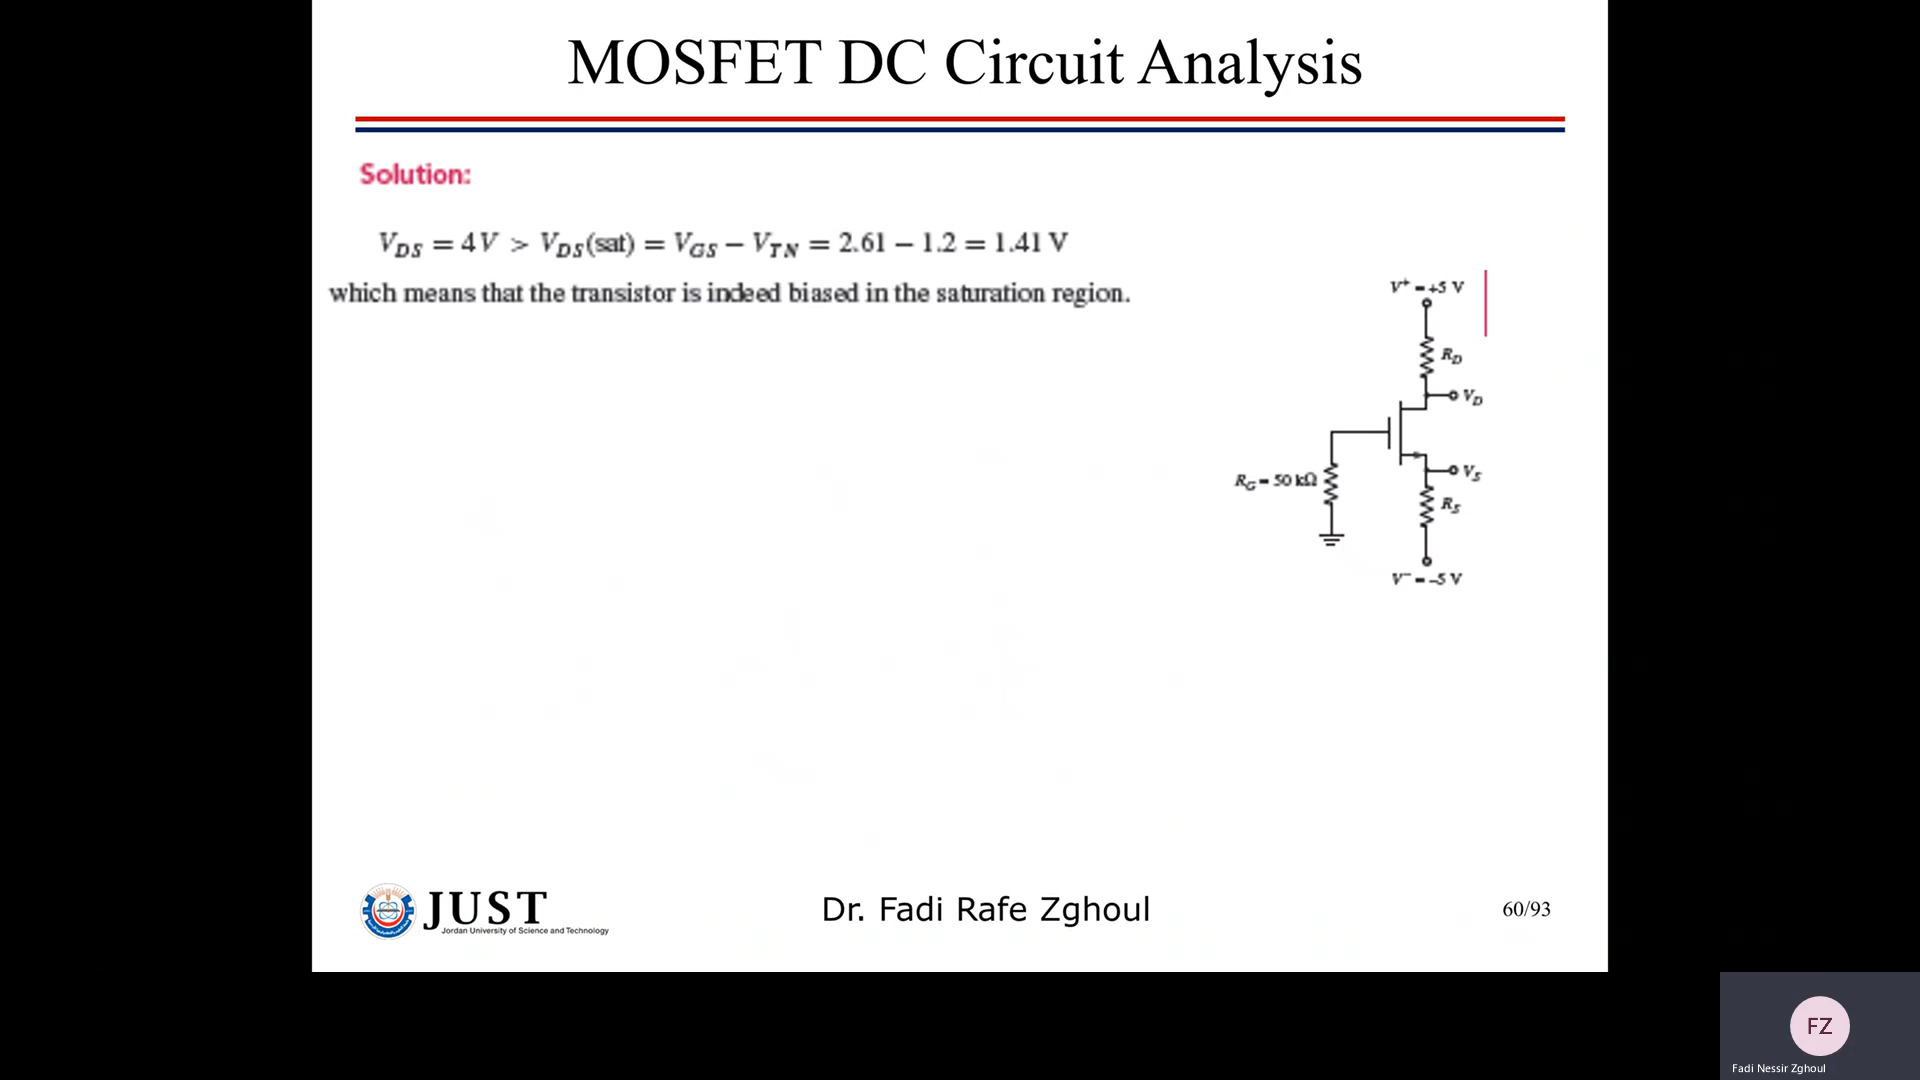 MOSFET DC Circuit Analysis
Solution:
V_DS = 4V > V_DS(sat) = V_GS − V_TN = 2.61 − 1.2 = 1.41 V
which means that the transistor is indeed biased in the saturation region.
V⁺ = +5 V
R_D
V_D
V_S
R_G = 50 kΩ
R_S
V⁻ = −5 V
JUST
Jordan University of Science and Technology
Dr. Fadi Rafe Zghoul
60/93
FZ
Fadi Nessir Zghoul